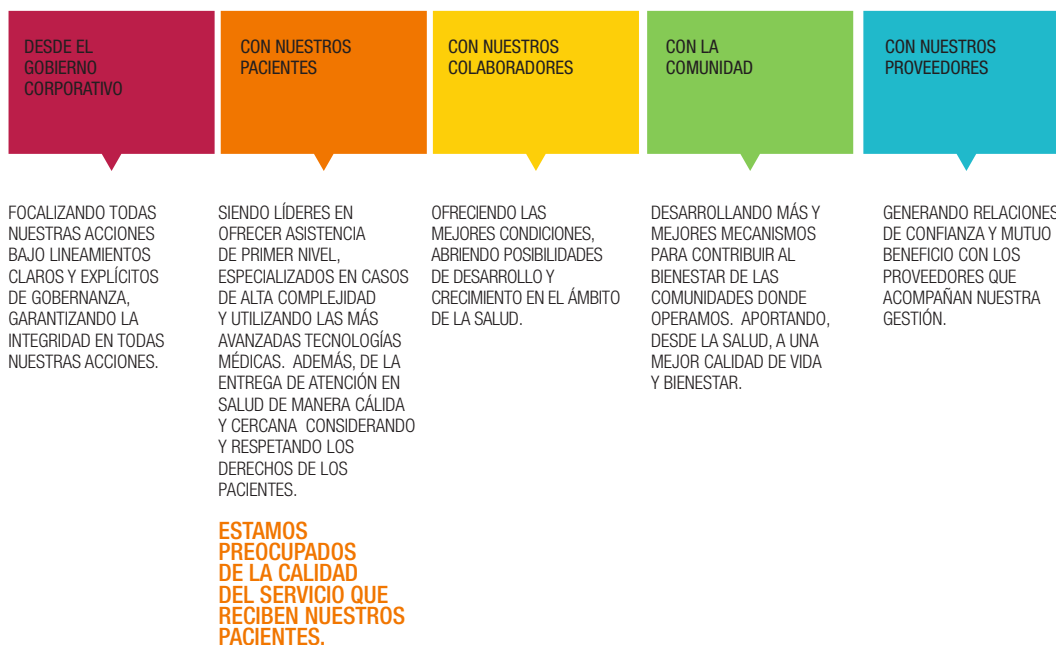 DESDE EL
GOBIERNO
CORPORATIVO
FOCALIZANDO TODAS
NUESTRAS ACCIONES
BAJO LINEAMIENTOS
CLAROS Y EXPLÍCITOS
DE GOBERNANZA,
GARANTIZANDO LA
INTEGRIDAD EN TODAS
NUESTRAS ACCIONES.
CON NUESTROS
PACIENTES
SIENDO LÍDERES EN
OFRECER ASISTENCIA
DE PRIMER NIVEL,
ESPECIALIZADOS EN CASOS
DE ALTA COMPLEJIDAD
Y UTILIZANDO LAS MÁS
AVANZADAS TECNOLOGÍAS
MÉDICAS. ADEMÁS, DE LA
ENTREGA DE ATENCIÓN EN
SALUD DE MANERA CÁLIDA
Y CERCANA CONSIDERANDO
Y RESPETANDO LOS
DERECHOS DE LOS
PACIENTES.
ESTAMOS
PREOCUPADOS
DE LA CALIDAD
DEL SERVICIO QUE
RECIBEN NUESTROS
PACIENTES.
CON NUESTROS
COLABORADORES
OFRECIENDO LAS
MEJORES CONDICIONES,
ABRIENDO POSIBILIDADES
DE DESARROLLO Y
CRECIMIENTO EN EL ÁMBITO
DE LA SALUD.
CON LA
COMUNIDAD
DESARROLLANDO MÁS Y
MEJORES MECANISMOS
PARA CONTRIBUIR AL
BIENESTAR DE LAS
COMUNIDADES DONDE
OPERAMOS. APORTANDO,
DESDE LA SALUD, A UNA
MEJOR CALIDAD DE VIDA
Y BIENESTAR.
CON NUESTROS
PROVEEDORES
GENERANDO RELACIONES
DE CONFIANZA Y MUTUO
BENEFICIO CON LOS
PROVEEDORES QUE
ACOMPAÑAN NUESTRA
GESTIÓN.